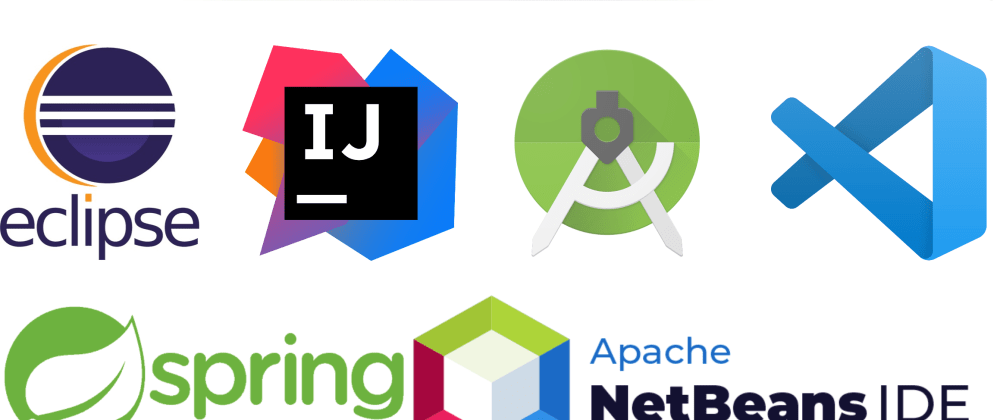 eclipse
IJ
spring
Apache
NetBeans IDE